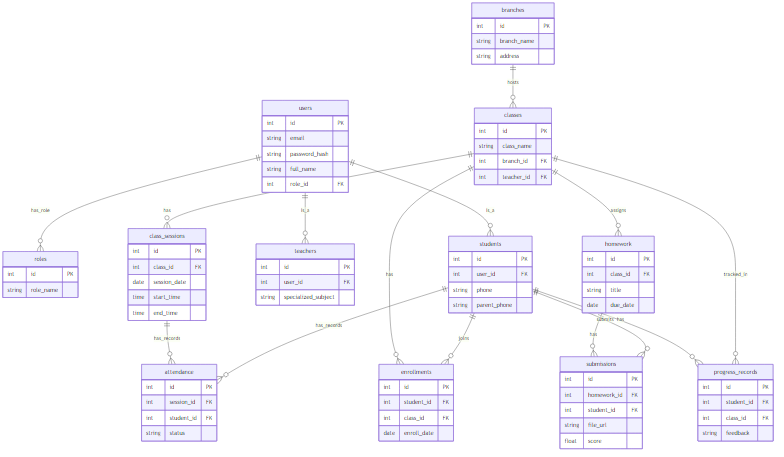 branches
int id PK
string branch_name
string address
hosts
users
int id PK
string email
string password_hash
string full_name
int role_id FK
classes
int id PK
string class_name
int branch_id FK
int teacher_id FK
has_role
has
is_a
is_a
assigns
roles
int id PK
string role_name
class_sessions
int id PK
int class_id FK
date session_date
time start_time
time end_time
teachers
int id PK
int user_id FK
string specialized_subject
students
int id PK
int user_id FK
string phone
string parent_phone
homework
int id PK
int class_id FK
string title
date due_date
has
tracked_in
has_records
has_records
joins
has
has
attendance
int id PK
int session_id FK
int student_id FK
string status
enrollments
int id PK
int student_id FK
int class_id FK
date enroll_date
submissions
int id PK
int homework_id FK
int student_id FK
string file_url
float score
progress_records
int id PK
int student_id FK
int class_id FK
string feedback